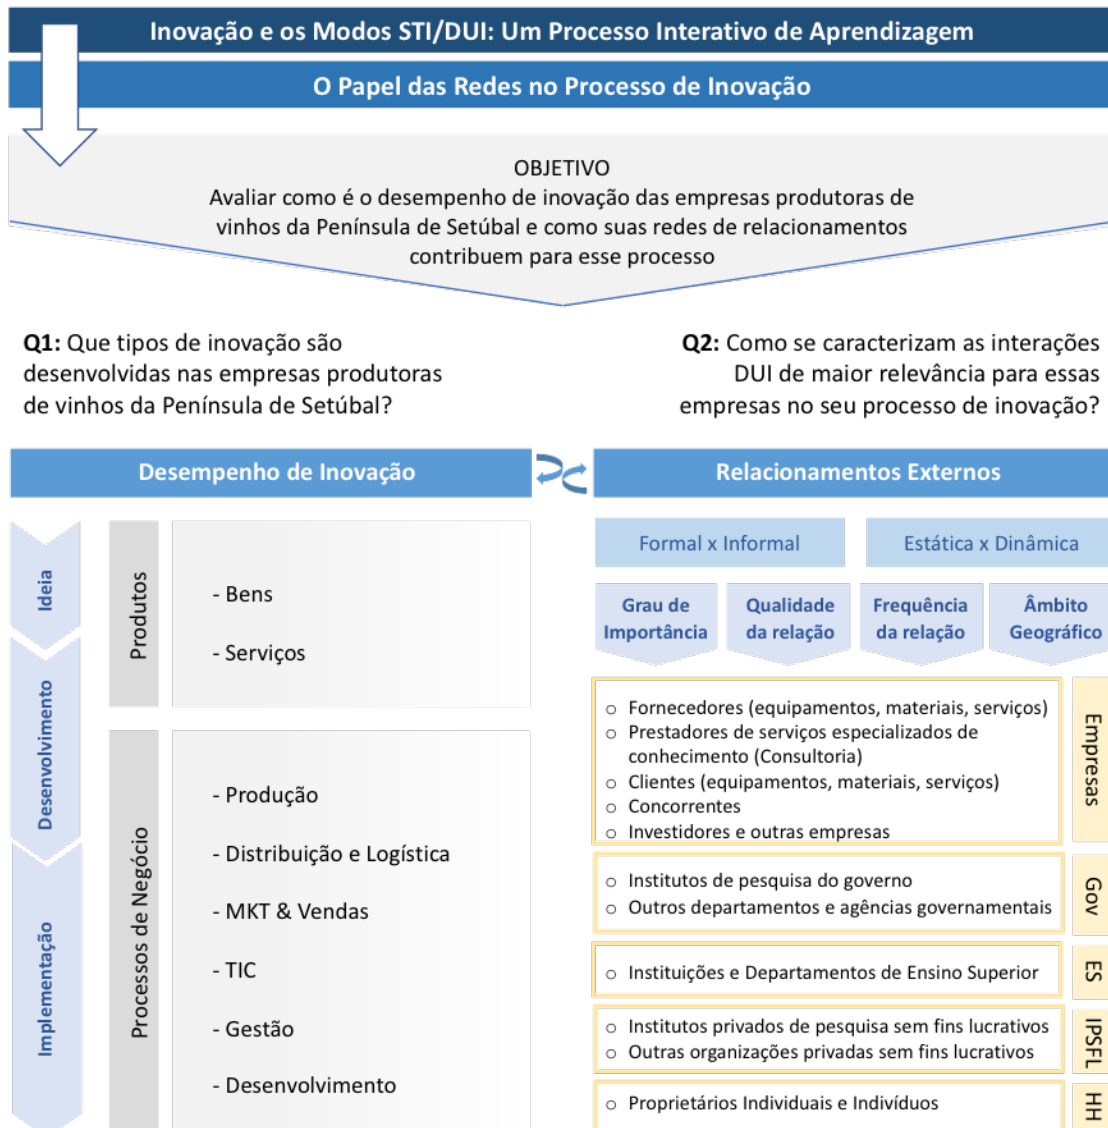 Inovação e os Modos STI/DUI: Um Processo Interativo de Aprendizagem
O Papel das Redes no Processo de Inovação
OBJETIVO
Avaliar como é o desempenho de inovação das empresas produtoras de
vinhos da Península de Setúbal e como suas redes de relacionamentos
contribuem para esse processo
Q1: Que tipos de inovação são
desenvolvidas nas empresas produtoras
de vinhos da Península de Setúbal?
Q2: Como se caracterizam as interações
DUI de maior relevância para essas
empresas no seu processo de inovação?
Desempenho de Inovação
Ideia
Desenvolvimento
Implementação
Produtos
- Bens
- Serviços
Processos de Negócio
- Produção
- Distribuição e Logística
- MKT & Vendas
- TIC
- Gestão
- Desenvolvimento
Relacionamentos Externos
Formal x Informal
Estática x Dinâmica
Grau de
Importância
Qualidade
da relação
Frequência
da relação
Âmbito
Geográfico
o Fornecedores (equipamentos, materiais, serviços)
o Prestadores de serviços especializados de
conhecimento (Consultoria)
o Clientes (equipamentos, materiais, serviços)
o Concorrentes
o Investidores e outras empresas
Empresas
o Institutos de pesquisa do governo
o Outros departamentos e agências governamentais
Gov
o Instituições e Departamentos de Ensino Superior
ES
o Institutos privados de pesquisa sem fins lucrativos
o Outras organizações privadas sem fins lucrativos
IPSFL
o Proprietários Individuais e Indivíduos
HH